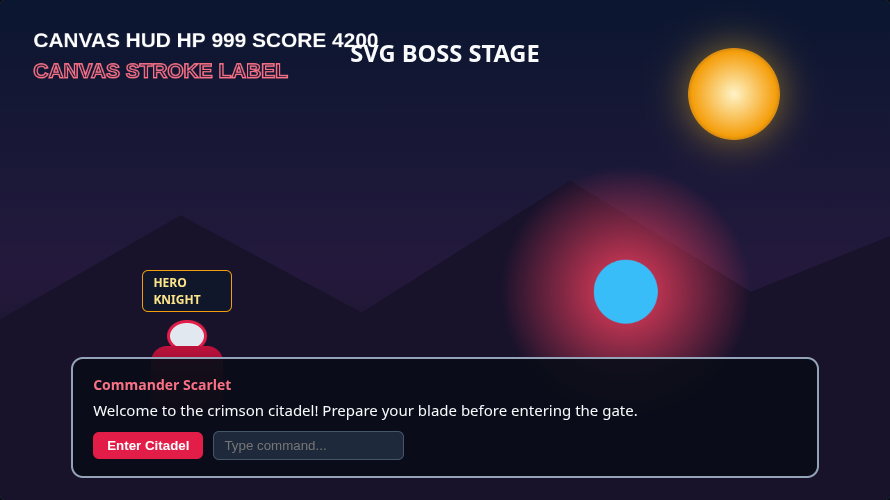 CANVAS HUD HP 999 SCORE 4200
SVG BOSS STAGE
CANVAS STROKE LABEL
HERO
KNIGHT
Commander Scarlet
Welcome to the crimson citadel! Prepare your blade before entering the gate.
Enter Citadel
Type command...